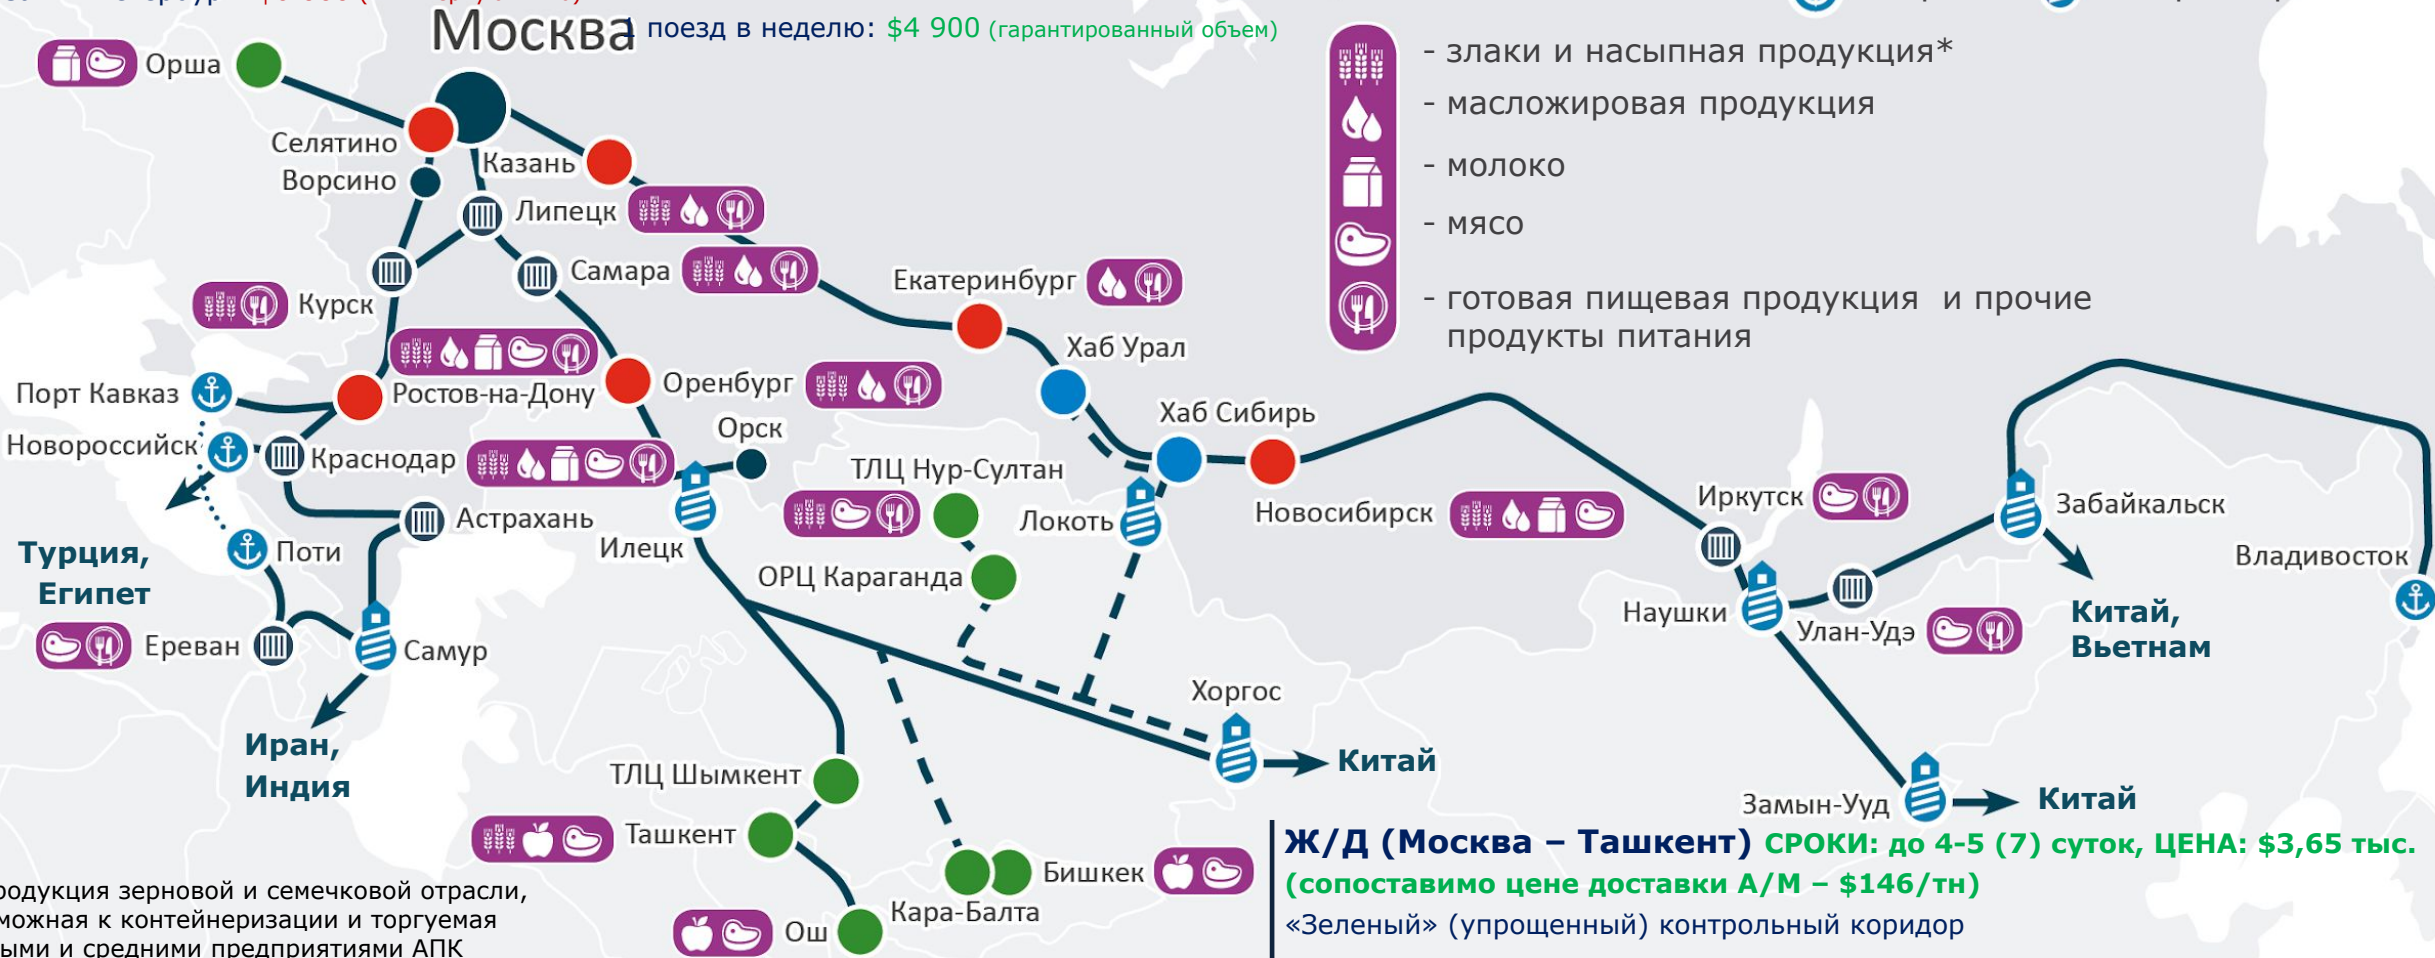 Москва
1 поезд в неделю: $4 900 (гарантированный объем)
- злаки и насыпная продукция*
- масложировая продукция
- молоко
- мясо
- готовая пищевая продукция и прочие
продукты питания
Орша
Селятино
Ворсино
Казань
Липецк
Самара
Курск
Екатеринбург
Хаб Урал
Порт Кавказ
Ростов-на-Дону
Оренбург
Хаб Сибирь
Новороссийск
Краснодар
Орск
ТЛЦ Нур-Султан
Астрахань
Илецк
Локоть
Новосибирск
Иркутск
Забайкальск
Владивосток
Турция,
Египет
Поти
ОРЦ Караганда
Наушки
Улан-Удэ
Китай,
Вьетнам
Ереван
Самур
Хоргос
Иран,
Индия
Китай
ТЛЦ Шымкент
Замын-Ууд
Китай
Ташкент
Бишкек
Кара-Балта
Ош
Ж/Д (Москва – Ташкент) СРОКИ: до 4-5 (7) суток, ЦЕНА: $3,65 тыс.
(сопоставимо цене доставки А/М – $146/тн)
«Зеленый» (упрощенный) контрольный коридор
родукция зерновой и семечковой отрасли,
можная к контейнеризации и торгуемая
ыми и средними предприятиями АПК